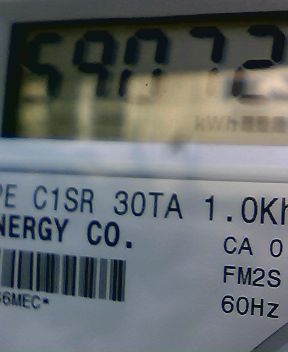 59072
kWh
PE C1SR 30TA 1.0Kh
NERGY CO.
CA 0
FM2S
6MEC*
60Hz